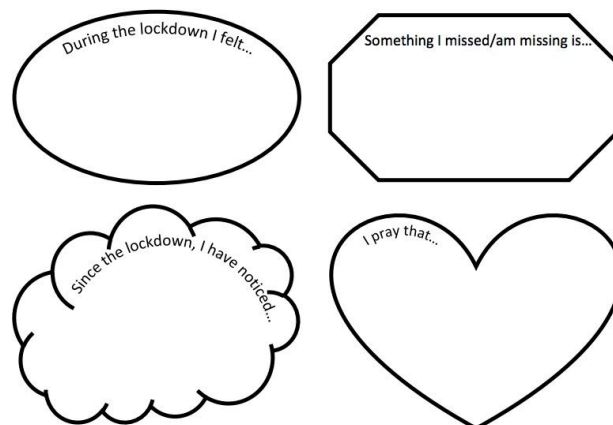 During the lockdown I felt...
Something I missed/am missing is...
Since the lockdown, I have noticed...
I pray that...